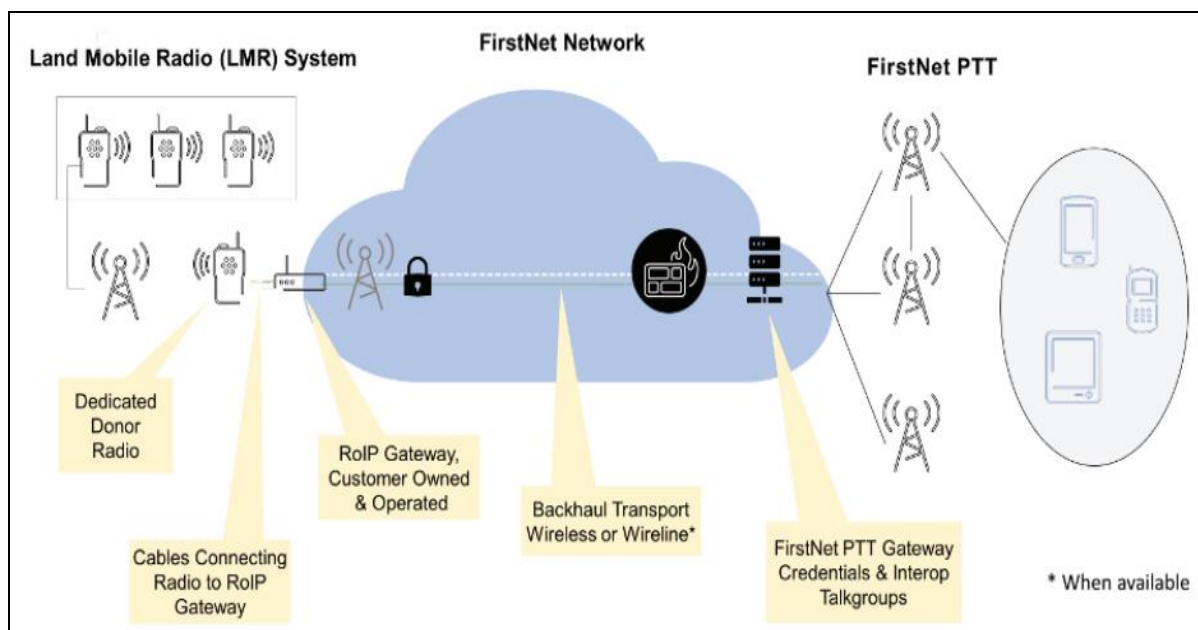 FirstNet Network
Land Mobile Radio (LMR) System
FirstNet PTT
Dedicated
Donor
Radio
Cables Connecting
Radio to RoIP
Gateway
RoIP Gateway,
Customer Owned
& Operated
Backhaul Transport
Wireless or Wireline*
FirstNet PTT Gateway
Credentials & Interop
Talkgroups
* When available